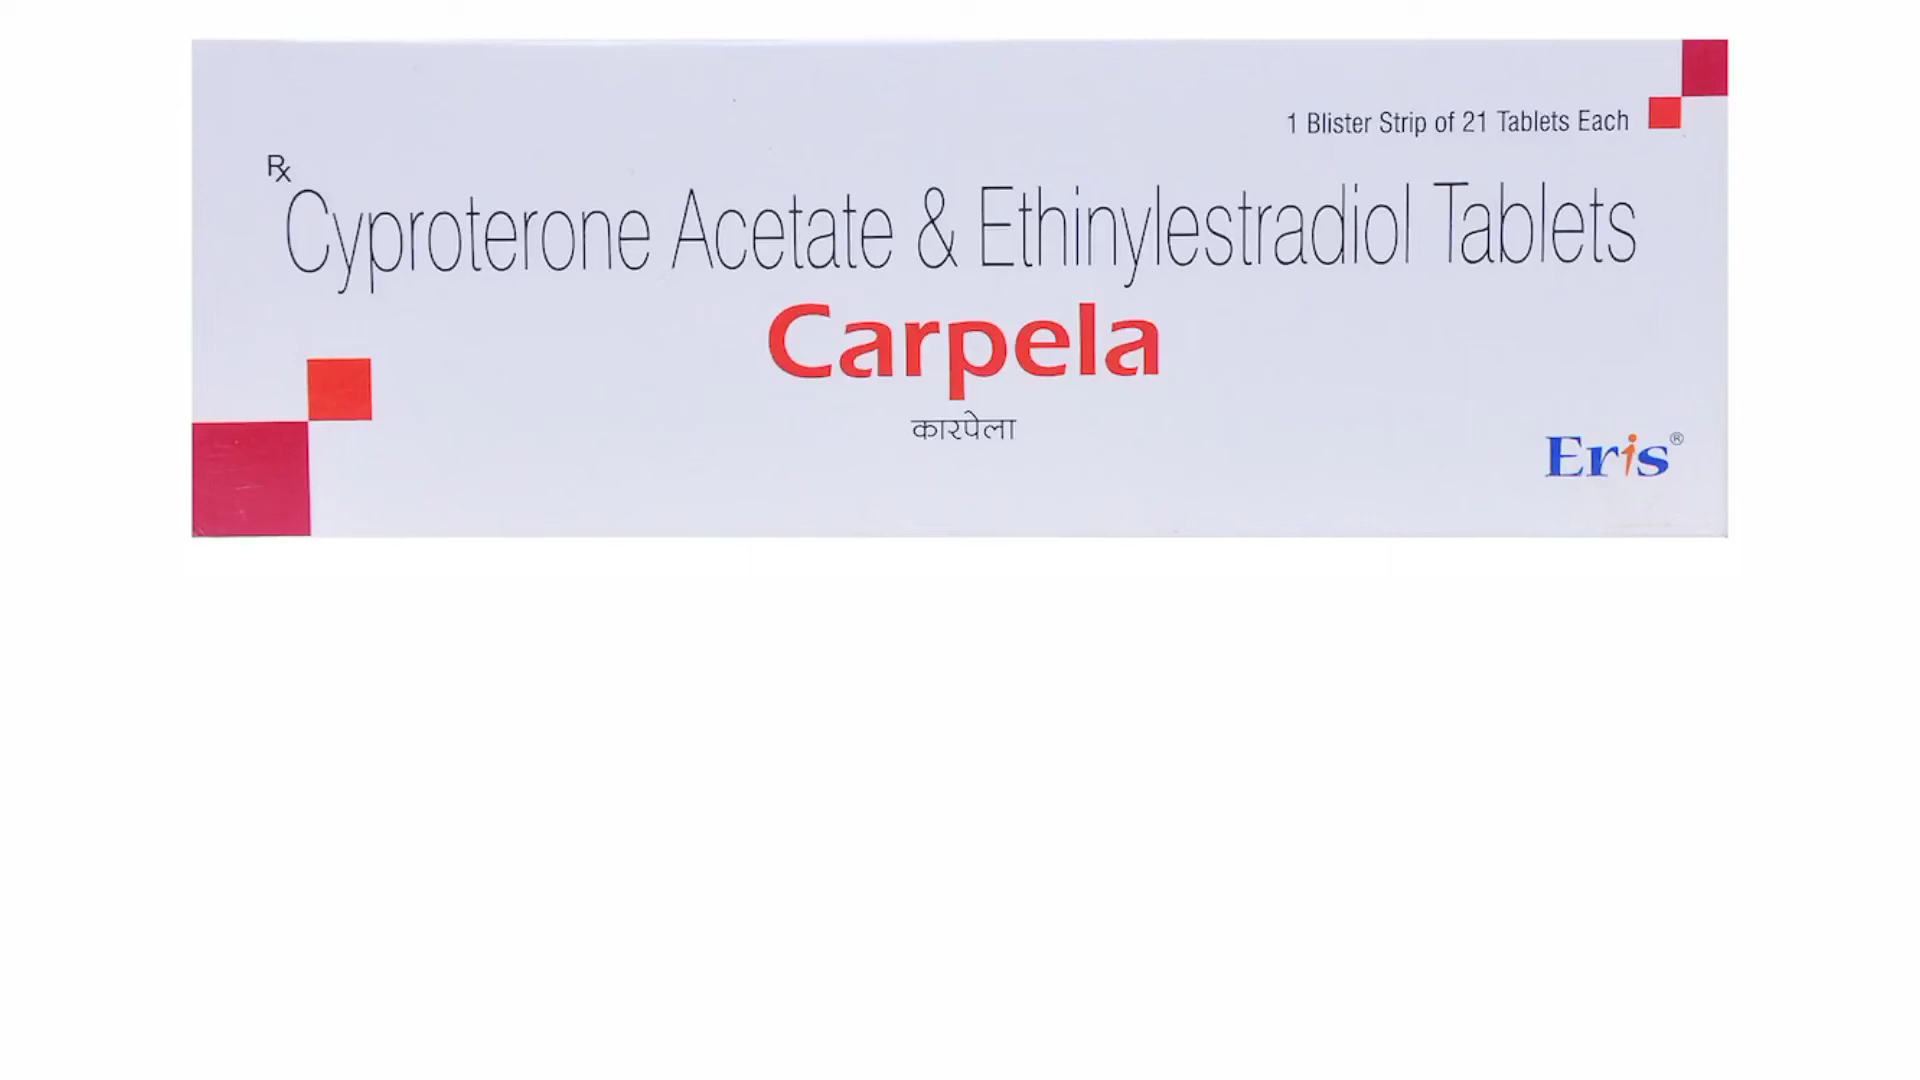 1 Blister Strip of 21 Tablets Each
Rx
Cyproterone Acetate & Ethinylestradiol Tablets
Carpela
कारपेला
Eris®